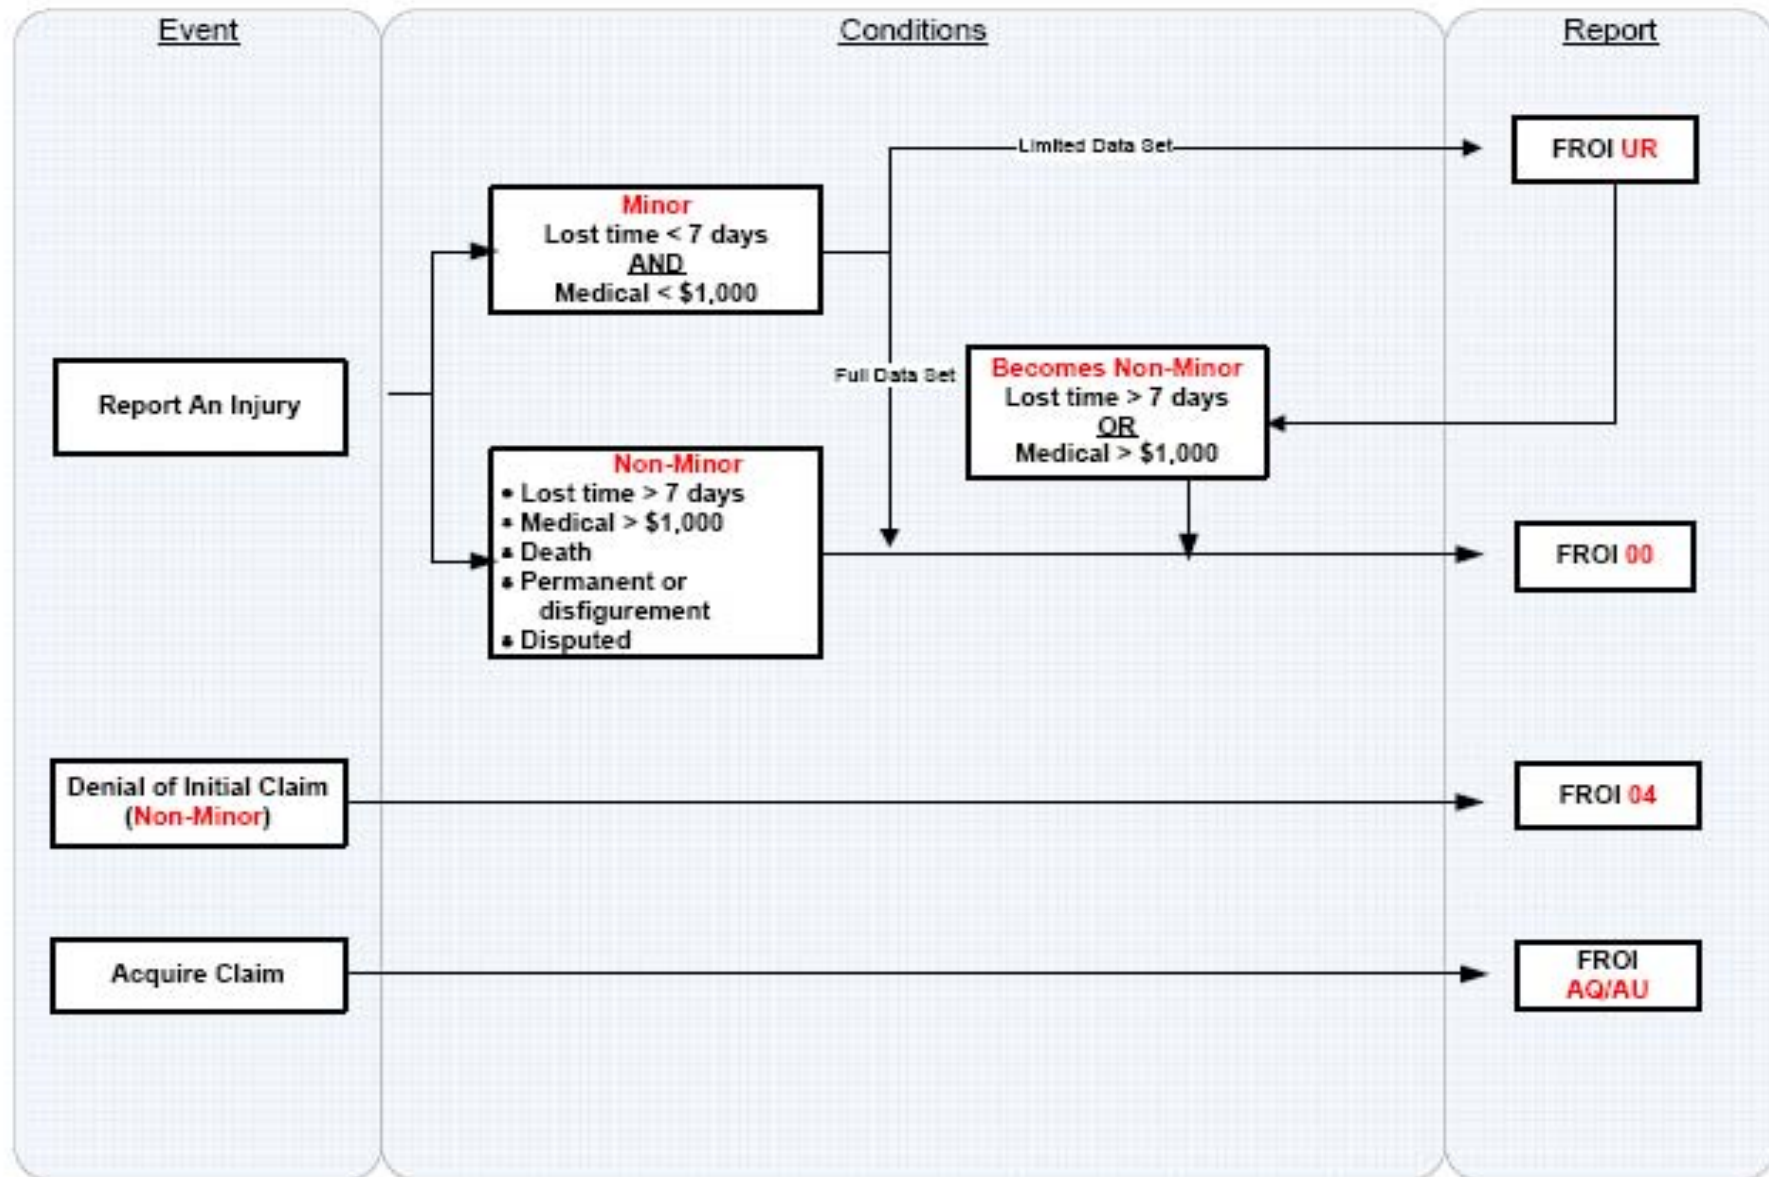 Event
Conditions
Report
Limited Data Set
FROI UR
Minor
Lost time < 7 days
AND
Medical < $1,000
Report An Injury
Full Data Set
Becomes Non-Minor
Lost time > 7 days
OR
Medical > $1,000
Non-Minor
• Lost time > 7 days
• Medical > $1,000
• Death
• Permanent or
disfigurement
• Disputed
FROI 00
Denial of Initial Claim
(Non-Minor)
FROI 04
Acquire Claim
FROI
AQ/AU